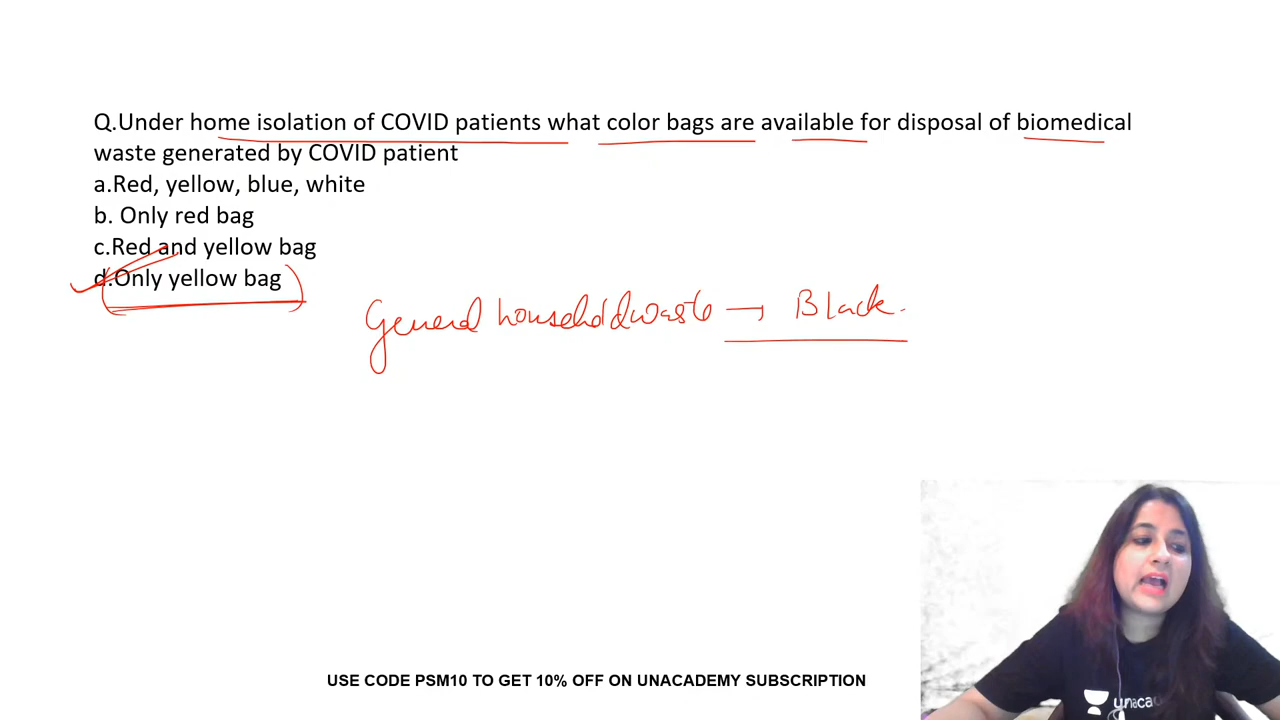 Q.Under home isolation of COVID patients what color bags are available for disposal of biomedical
waste generated by COVID patient
a.Red, yellow, blue, white
b. Only red bag
c.Red and yellow bag
d.Only yellow bag
General household waste → Black.
unacad
USE CODE PSM10 TO GET 10% OFF ON UNACADEMY SUBSCRIPTION